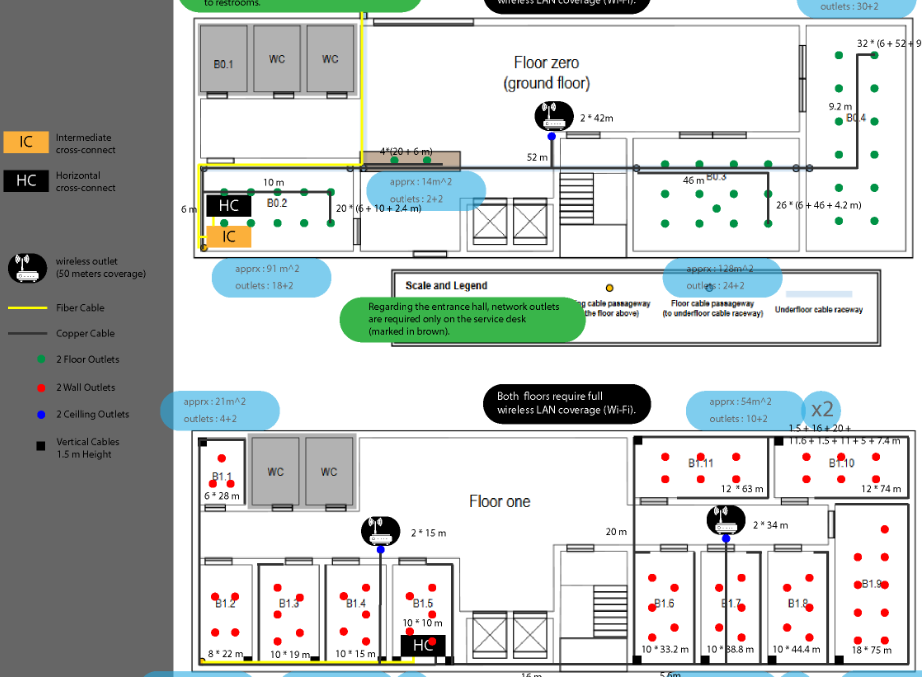 to restrooms.
wireless LAN coverage (Wi-Fi).
outlets : 30+2
B0.1
WC
WC
Floor zero
(ground floor)
32 * (6 + 52 + 9
2 * 42m
9.2 m
B0.4
IC
Intermediate
cross-connect
HC
Horizontal
cross-connect
4*(20 + 6 m)
52 m
10 m
apprx : 14m^2
outlets : 2+2
46 m
B0.3
6 m
HC
B0.2
20 * (6 + 10 + 2.4 m)
26 * (6 + 46 + 4.2 m)
IC
wireless outlet
(50 meters coverage)
apprx : 91 m^2
outlets : 18+2
apprx : 128m^2
outlets : 24+2
Scale and Legend
Fiber Cable
Regarding the entrance hall, network outlets
are required only on the service desk
(marked in brown).
ng cable passageway
the floor above)
Floor cable passageway
(to underfloor cable raceway)
Underfloor cable raceway
Copper Cable
2 Floor Outlets
2 Wall Outlets
2 Ceilling Outlets
Vertical Cables
1.5 m Height
apprx : 21m^2
outlets : 4+2
Both floors require full
wireless LAN coverage (Wi-Fi).
apprx : 54m^2
outlets : 10+2
x2
1.5 + 16 + 20 +
11.6 + 1.5 + 11 + 5 + 7.4 m
B1.1
6 * 28 m
WC
WC
Floor one
B1.11
12 * 63 m
B1.10
12 * 74 m
2 * 15 m
20 m
2 * 34 m
B1.2
8 * 22 m
B1.3
10 * 19 m
B1.4
10 * 15 m
B1.5
10 * 10 m
HC
B1.6
10 * 33.2 m
B1.7
10 * 38.8 m
B1.8
10 * 44.4 m
B1.9
18 * 75 m
16 m
5.6m